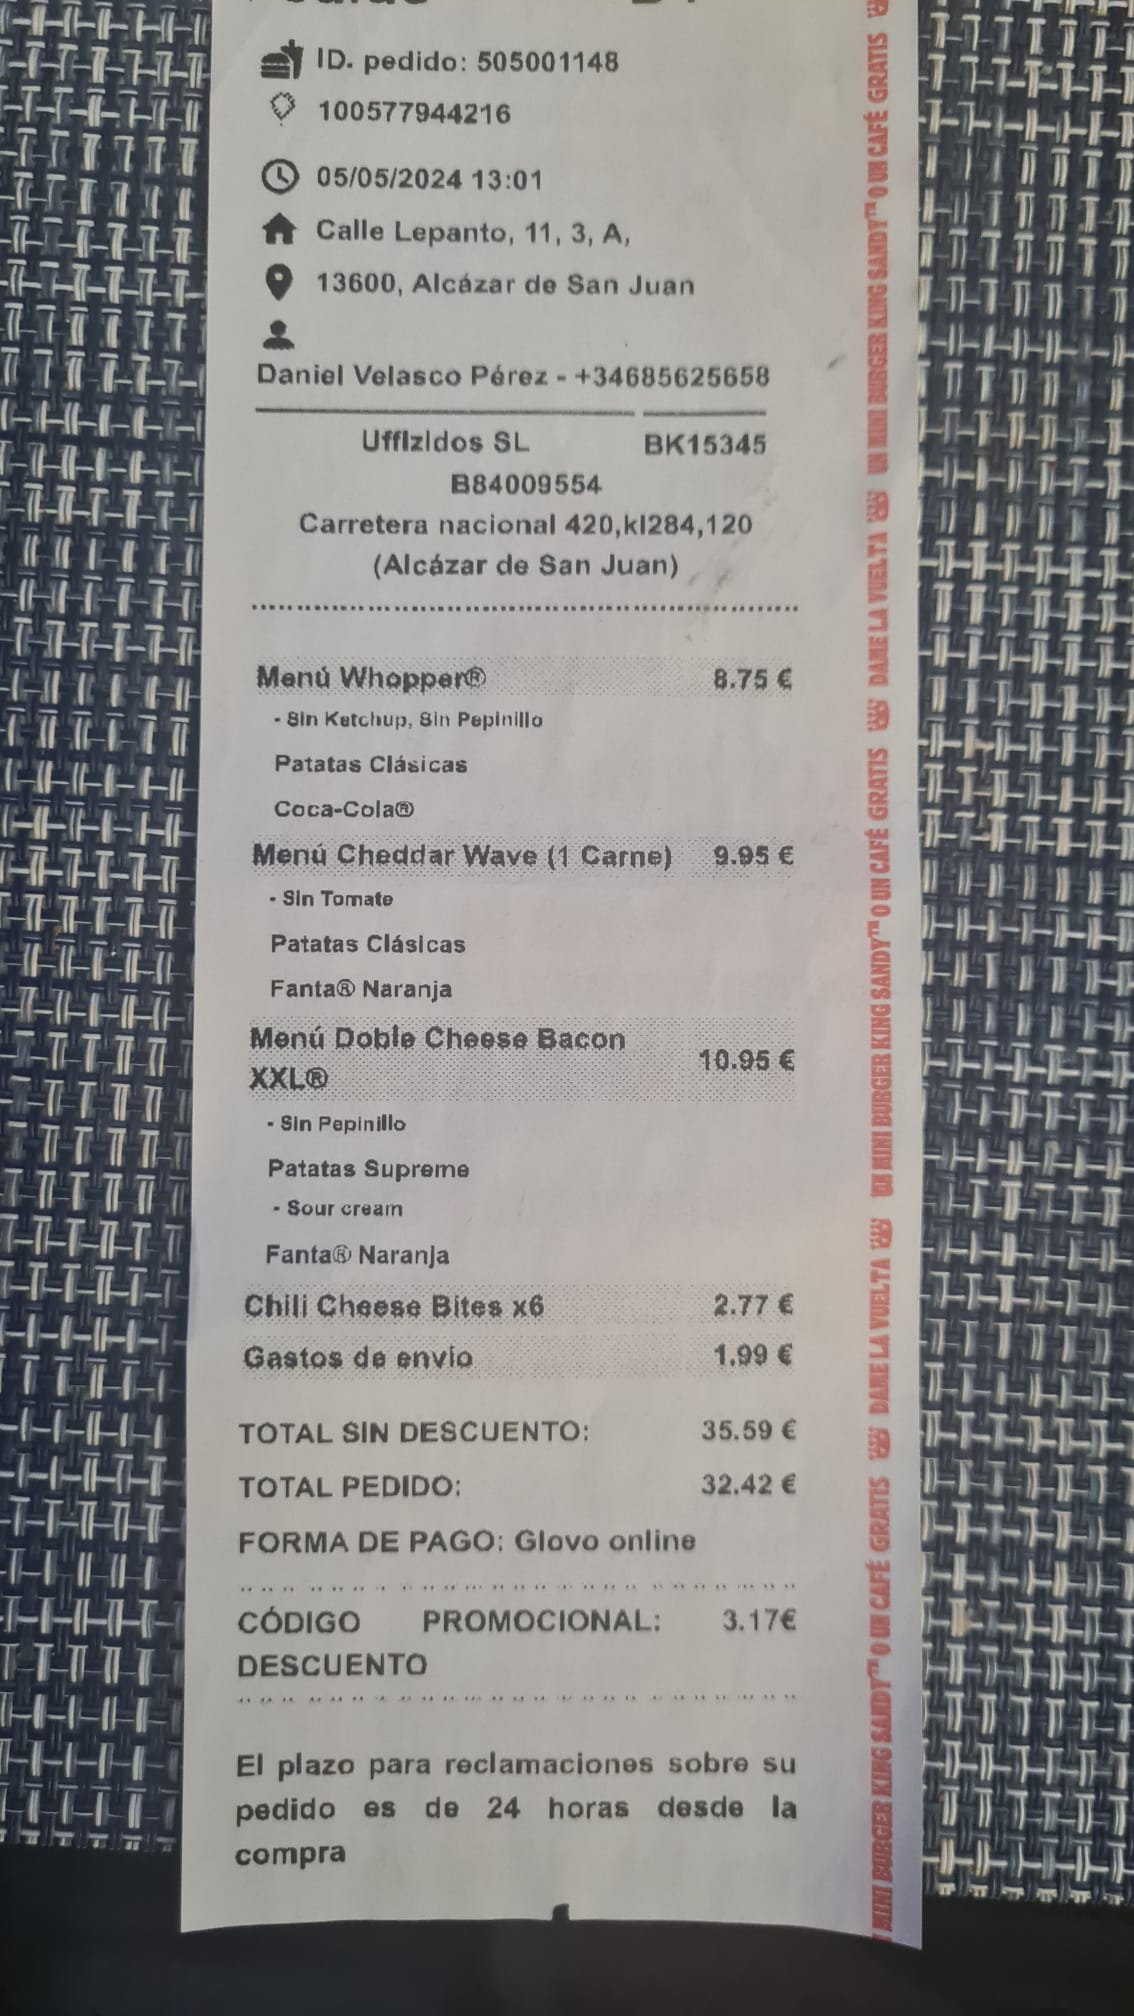 ID. pedido: 505001148
100577944216
05/05/2024 13:01
Calle Lepanto, 11, 3, A,
13600, Alcázar de San Juan
Daniel Velasco Pérez - +34685625658
Uffizidos SL BK15345
B84009554
Carretera nacional 420,kl284,120
(Alcázar de San Juan)
Menú Whopper® 8.75 €
- Sin Ketchup, Sin Pepinillo
Patatas Clásicas
Coca-Cola®
Menú Cheddar Wave (1 Carne) 9.95 €
- Sin Tomate
Patatas Clásicas
Fanta® Naranja
Menú Doble Cheese Bacon
XXL® 10.95 €
- Sin Pepinillo
Patatas Supreme
- Sour cream
Fanta® Naranja
Chili Cheese Bites x6 2.77 €
Gastos de envío 1.99 €
TOTAL SIN DESCUENTO: 35.59 €
TOTAL PEDIDO: 32.42 €
FORMA DE PAGO: Glovo online
CÓDIGO PROMOCIONAL: 3.17€
DESCUENTO
El plazo para reclamaciones sobre su
pedido es de 24 horas desde la
compra
MINI BURGER KING SANDY™ O UN CAFÉ GRATIS DAME LA VUELTA UN MINI BURGER KING SANDY™ O UN CAFÉ GRATIS DAME LA VUELTA UN MINI BURGER KING SANDY™ O UN CAFÉ GRATIS